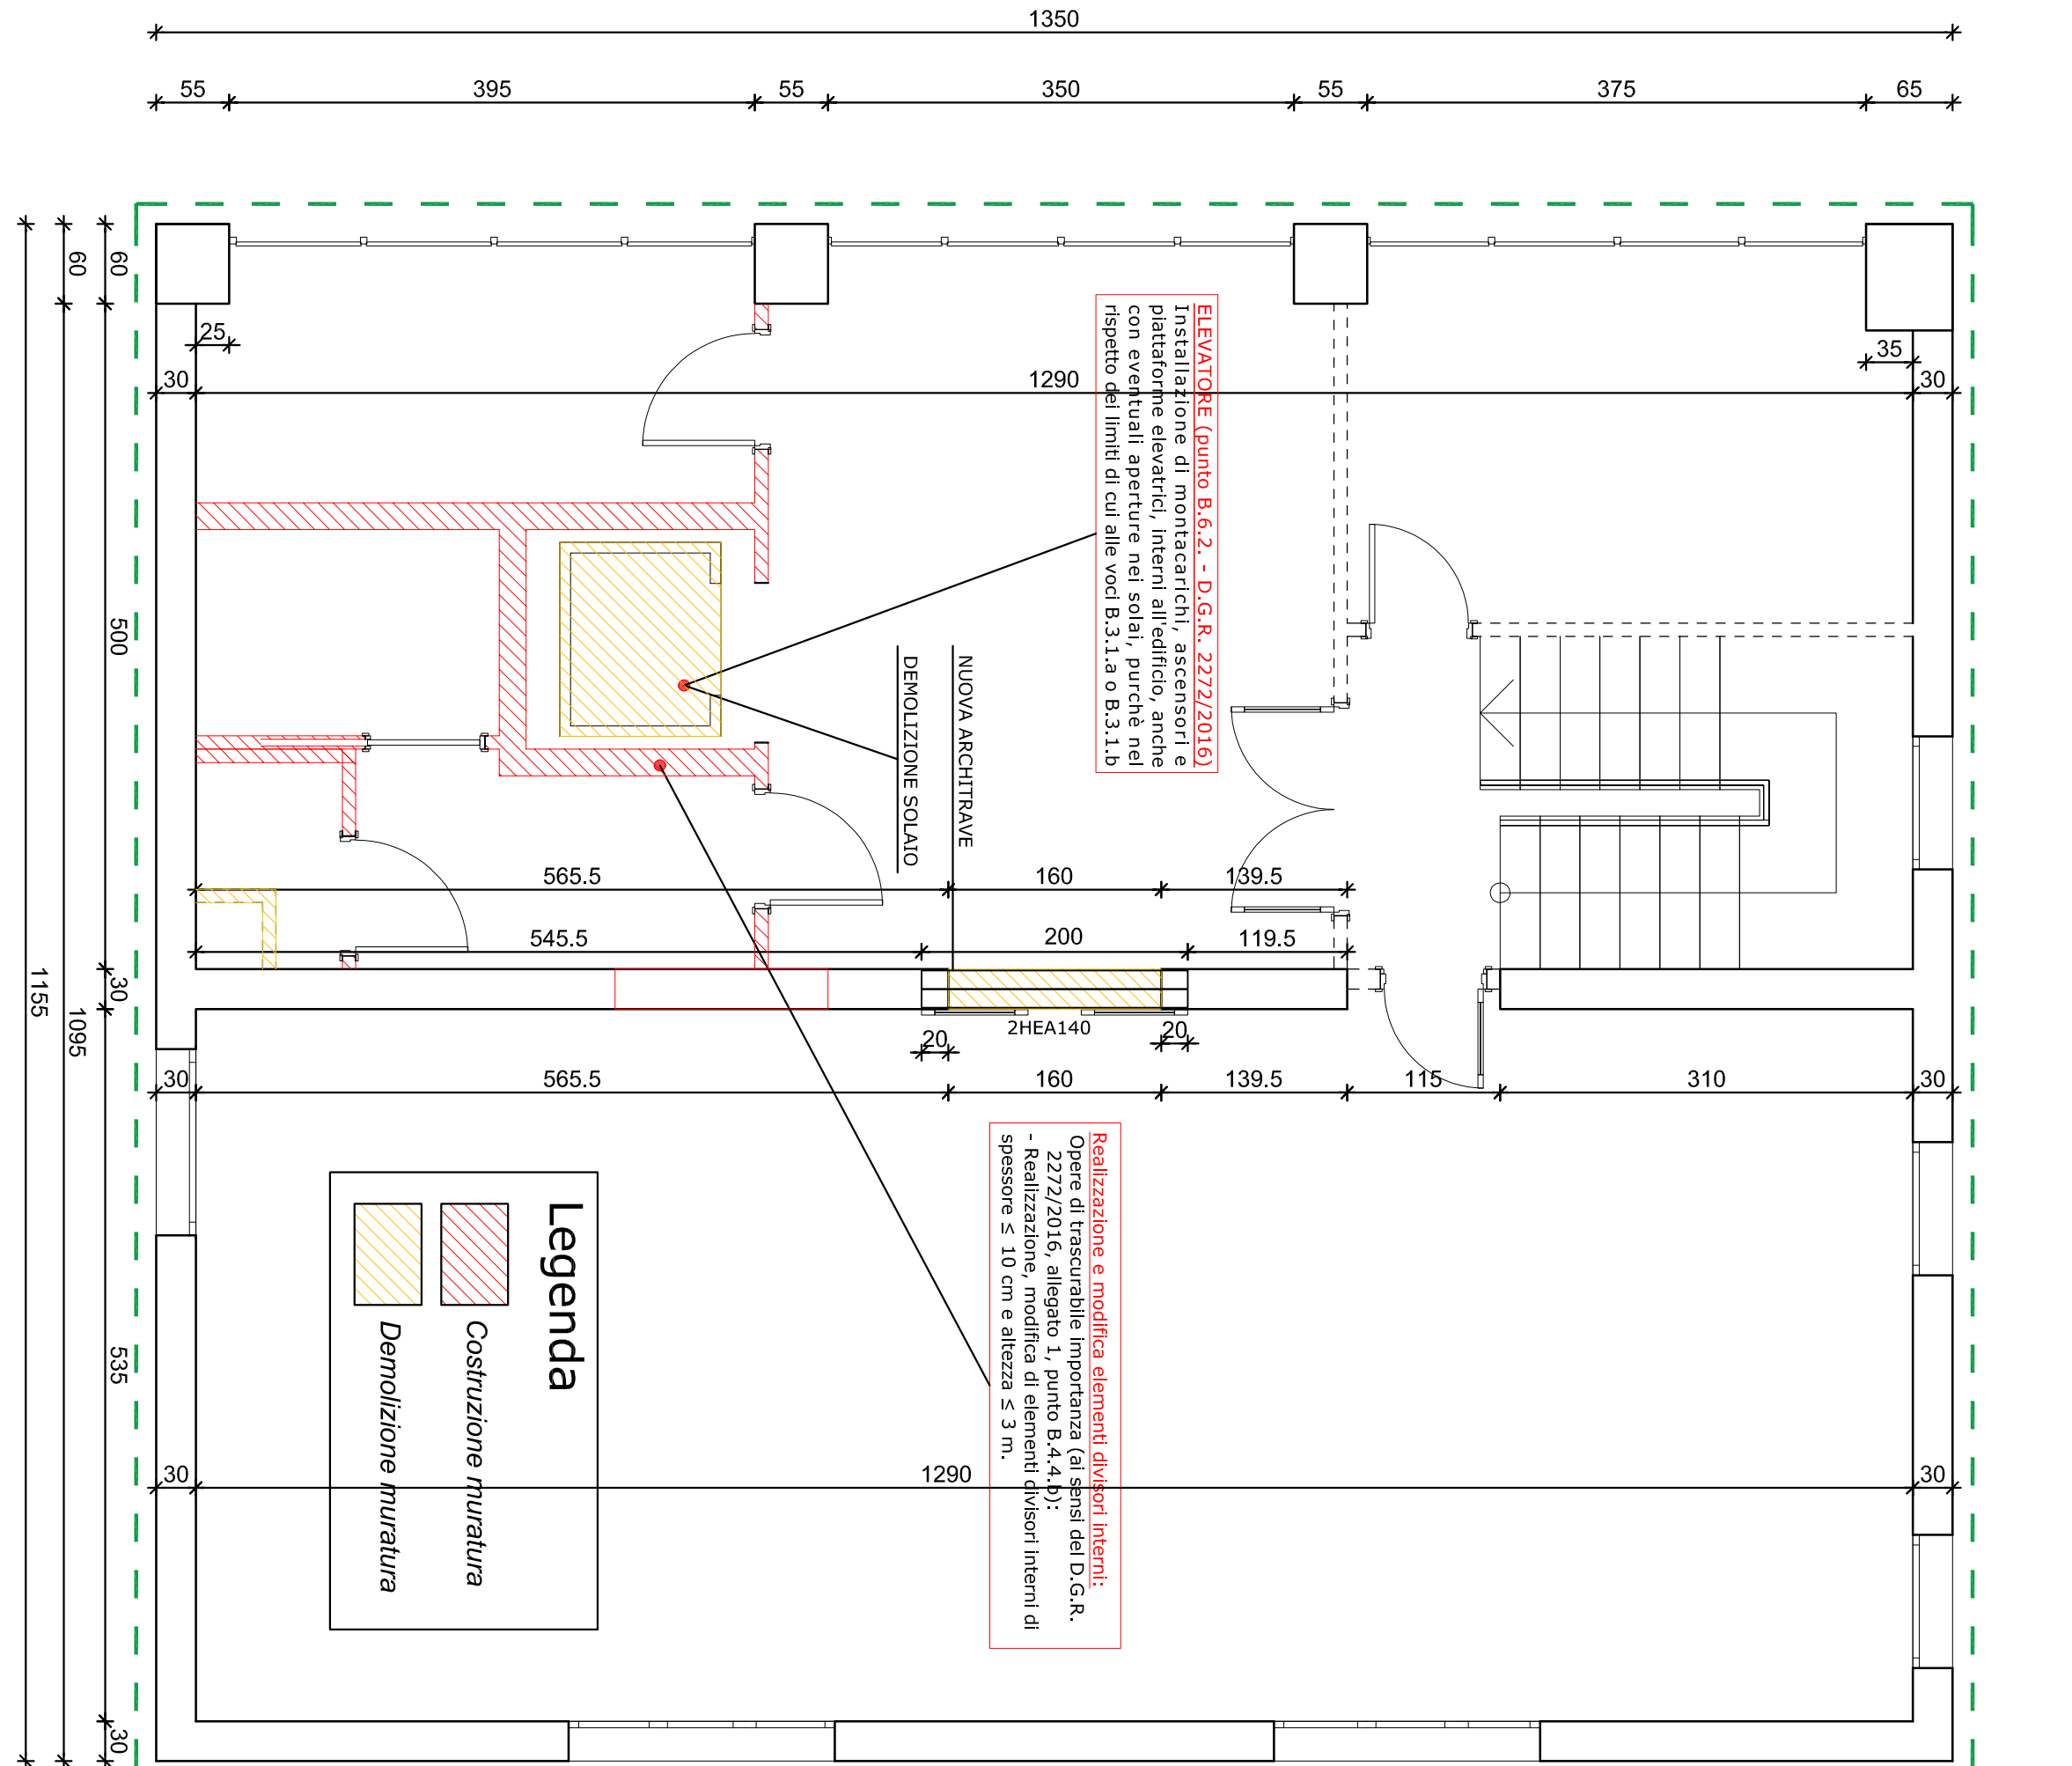 1350
55
395
55
350
55
375
65
60
60
25
35
30
1290
30
ELEVATORE (punto B.6.2. - D.G.R. 2272/2016)
Installazione di montacarichi, ascensori e
piattaforme elevatrici, interni all'edificio, anche
con eventuali aperture nei solai, purchè nel
rispetto dei limiti di cui alle voci B.3.1.a o B.3.1.b
500
NUOVA ARCHITRAVE
DEMOLIZIONE SOLAIO
565.5
160
139.5
545.5
200
119.5
30
1155
1095
2HEA140
20
20
30
565.5
160
139.5
115
310
30
Realizzazione e modifica elementi divisori interni:
Opere di trascurabile importanza (ai sensi del D.G.R.
2272/2016, allegato 1, punto B.4.4.b):
- Realizzazione, modifica di elementi divisori interni di
spessore ≤ 10 cm e altezza ≤ 3 m.
Legenda
Costruzione muratura
Demolizione muratura
535
30
1290
30
30